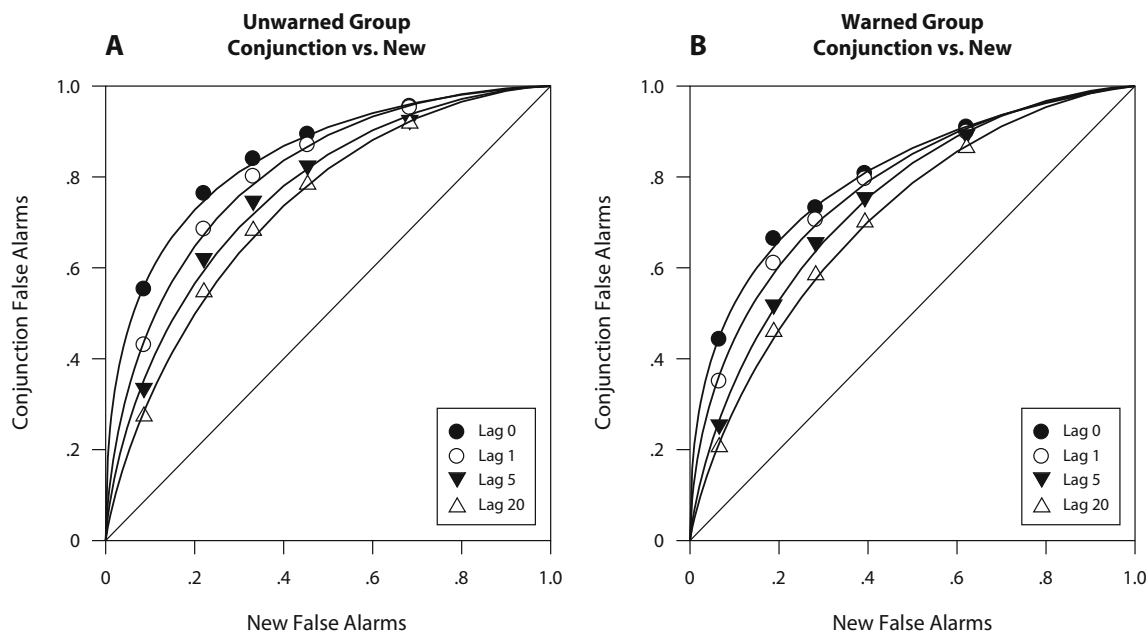 A
Unwarned Group
Conjunction vs. New
1.0
.8
.6
.4
.2
0
Conjunction False Alarms
Lag 0
Lag 1
Lag 5
Lag 20
0 .2 .4 .6 .8 1.0
New False Alarms
B
Warned Group
Conjunction vs. New
1.0
.8
.6
.4
.2
0
Conjunction False Alarms
Lag 0
Lag 1
Lag 5
Lag 20
0 .2 .4 .6 .8 1.0
New False Alarms